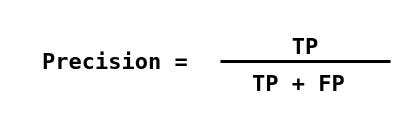 TP
Precision =
TP + FP